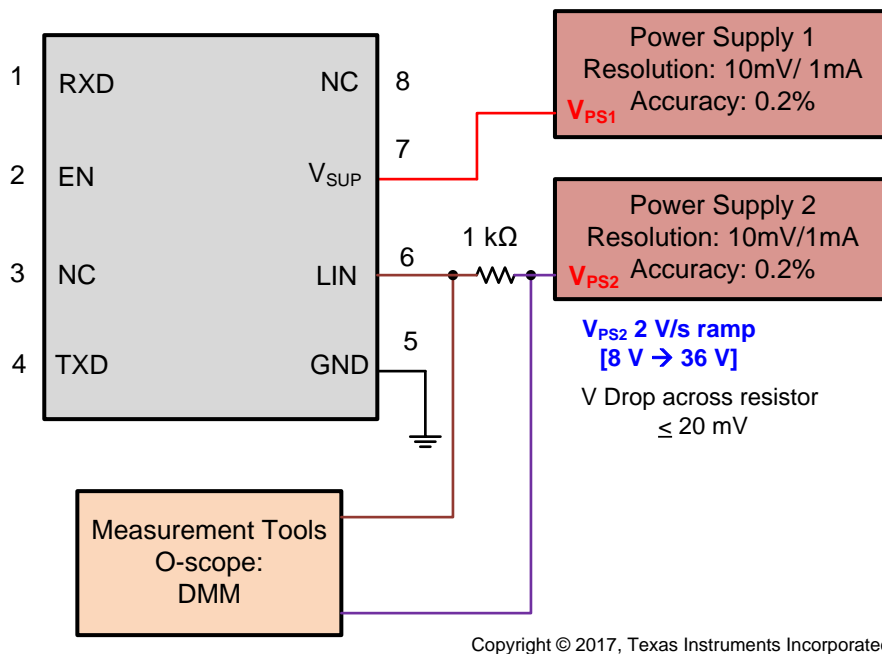 1 RXD NC 8
2 EN VSUP 7
3 NC LIN 6
4 TXD GND 5
1 kΩ
Power Supply 1
Resolution: 10mV/ 1mA
Accuracy: 0.2%
VPS1
Power Supply 2
Resolution: 10mV/1mA
Accuracy: 0.2%
VPS2
VPS2 2 V/s ramp
[8 V → 36 V]
V Drop across resistor
≤ 20 mV
Measurement Tools
O-scope:
DMM
Copyright © 2017, Texas Instruments Incorporated